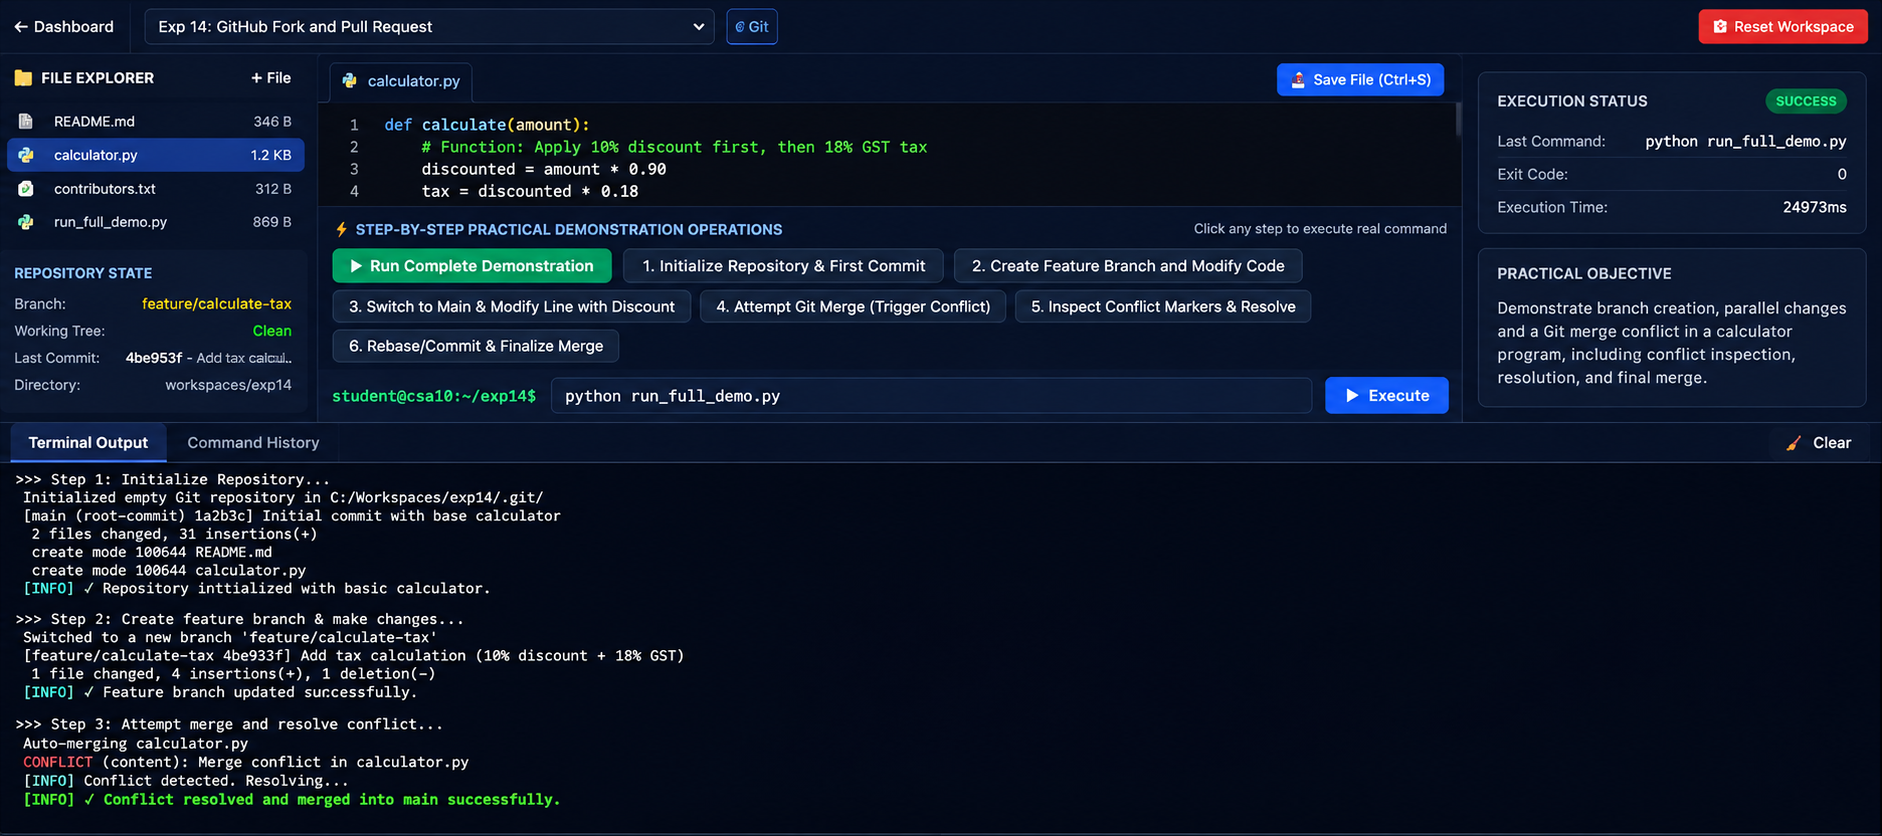 ← Dashboard
Exp 14: GitHub Fork and Pull Request
Git
Reset Workspace
FILE EXPLORER
+ File
README.md 346 B
calculator.py 1.2 KB
contributors.txt 312 B
run_full_demo.py 869 B
REPOSITORY STATE
Branch: feature/calculate-tax
Working Tree: Clean
Last Commit: 4be953f - Add tax calcul..
Directory: workspaces/exp14
calculator.py
Save File (Ctrl+S)
1 def calculate(amount):
2 # Function: Apply 10% discount first, then 18% GST tax
3 discounted = amount * 0.90
4 tax = discounted * 0.18
STEP-BY-STEP PRACTICAL DEMONSTRATION OPERATIONS
Click any step to execute real command
Run Complete Demonstration
1. Initialize Repository & First Commit
2. Create Feature Branch and Modify Code
3. Switch to Main & Modify Line with Discount
4. Attempt Git Merge (Trigger Conflict)
5. Inspect Conflict Markers & Resolve
6. Rebase/Commit & Finalize Merge
student@csa10:~/exp14$
python run_full_demo.py
Execute
EXECUTION STATUS
SUCCESS
Last Command: python run_full_demo.py
Exit Code: 0
Execution Time: 24973ms
PRACTICAL OBJECTIVE
Demonstrate branch creation, parallel changes
and a Git merge conflict in a calculator
program, including conflict inspection,
resolution, and final merge.
Terminal Output
Command History
Clear
>>> Step 1: Initialize Repository...
Initialized empty Git repository in C:/Workspaces/exp14/.git/
[main (root-commit) 1a2b3c] Initial commit with base calculator
2 files changed, 31 insertions(+)
create mode 100644 README.md
create mode 100644 calculator.py
[INFO] ✓ Repository inttialized with basic calculator.
>>> Step 2: Create feature branch & make changes...
Switched to a new branch 'feature/calculate-tax'
[feature/calculate-tax 4be933f] Add tax calculation (10% discount + 18% GST)
1 file changed, 4 insertions(+), 1 deletion(-)
[INFO] ✓ Feature branch updated successfully.
>>> Step 3: Attempt merge and resolve conflict...
Auto-merging calculator.py
CONFLICT (content): Merge conflict in calculator.py
[INFO] Conflict detected. Resolving...
[INFO] ✓ Conflict resolved and merged into main successfully.